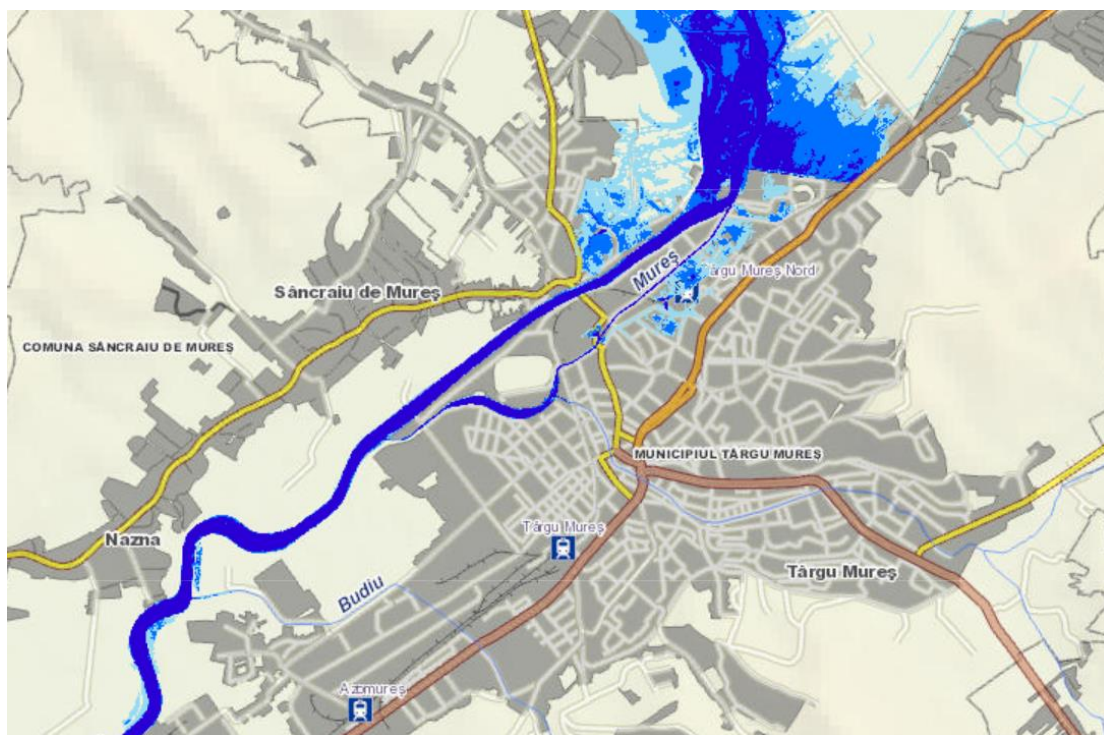 Mureș
Târgu Mureș Nord
Sâncraiu de Mureș
COMUNA SÂNCRAIU DE MUREȘ
MUNICIPIUL TÂRGU MUREȘ
Târgu Mureș
Nazna
Târgu Mureș
Budiu
Azomureș